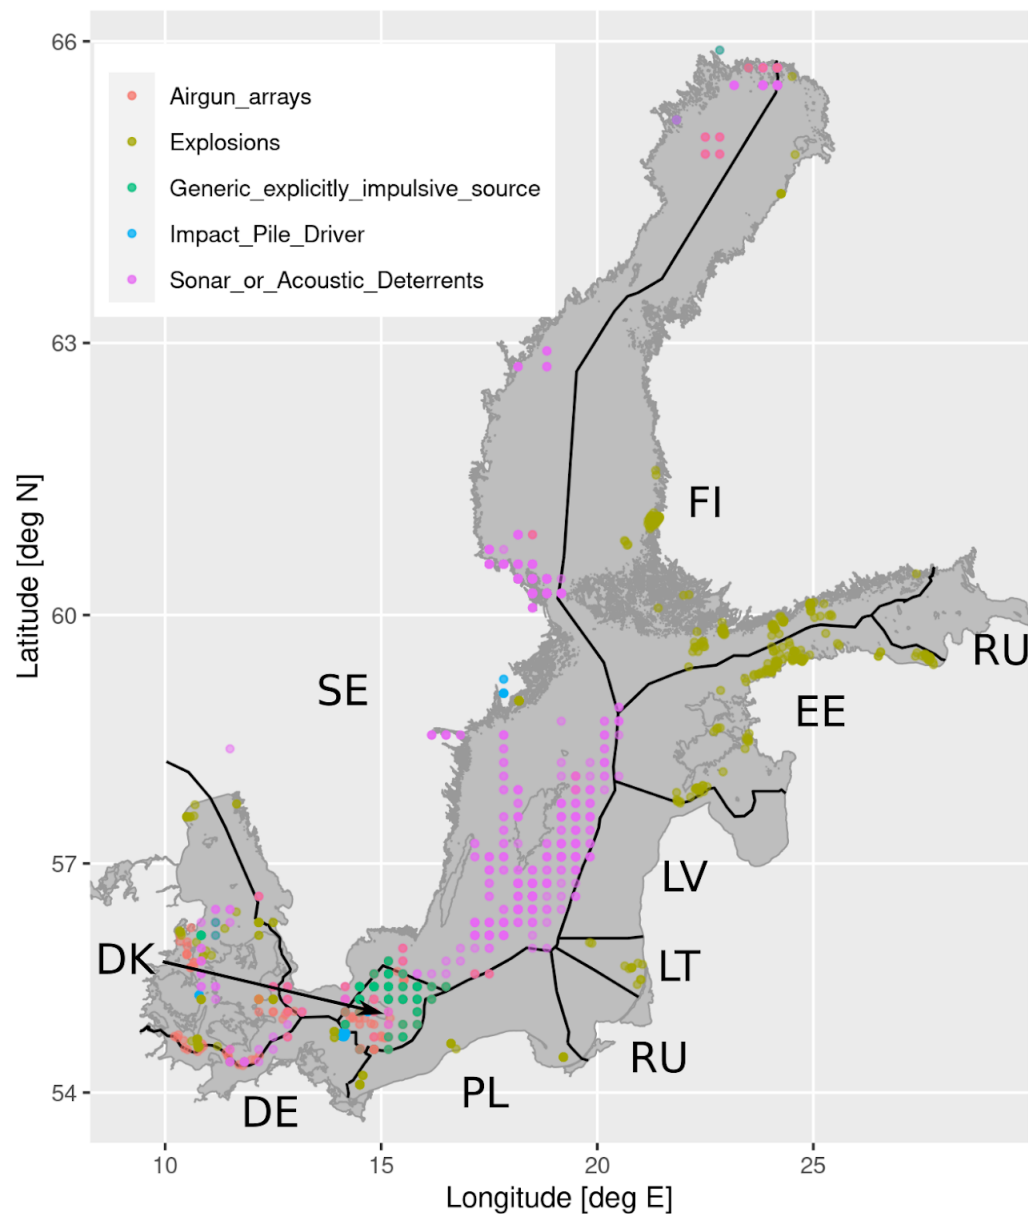 66
63
60
57
54
Latitude [deg N]
Airgun_arrays
Explosions
Generic_explicitly_impulsive_source
Impact_Pile_Driver
Sonar_or_Acoustic_Deterrents
FI
RU
SE
EE
LV
DK
LT
RU
PL
DE
10
15
20
25
Longitude [deg E]